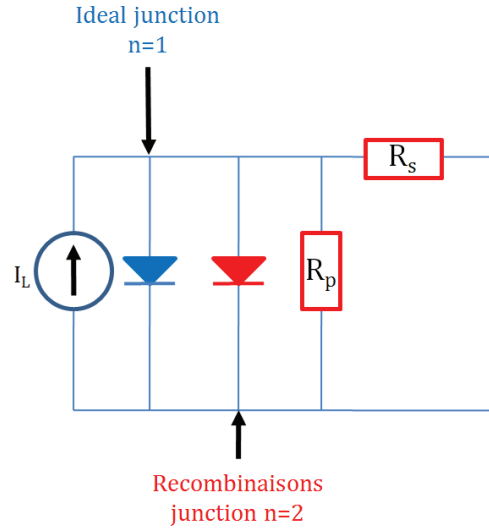 Ideal junction
n=1
R_s
I_L
R_p
Recombinaisons
junction n=2